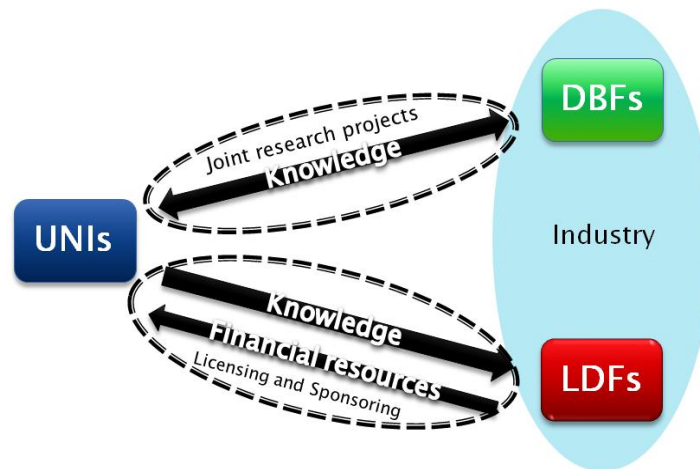 DBFs
Joint research projects
Knowledge
UNIs
Industry
Knowledge
Financial resources
Licensing and Sponsoring
LDFs